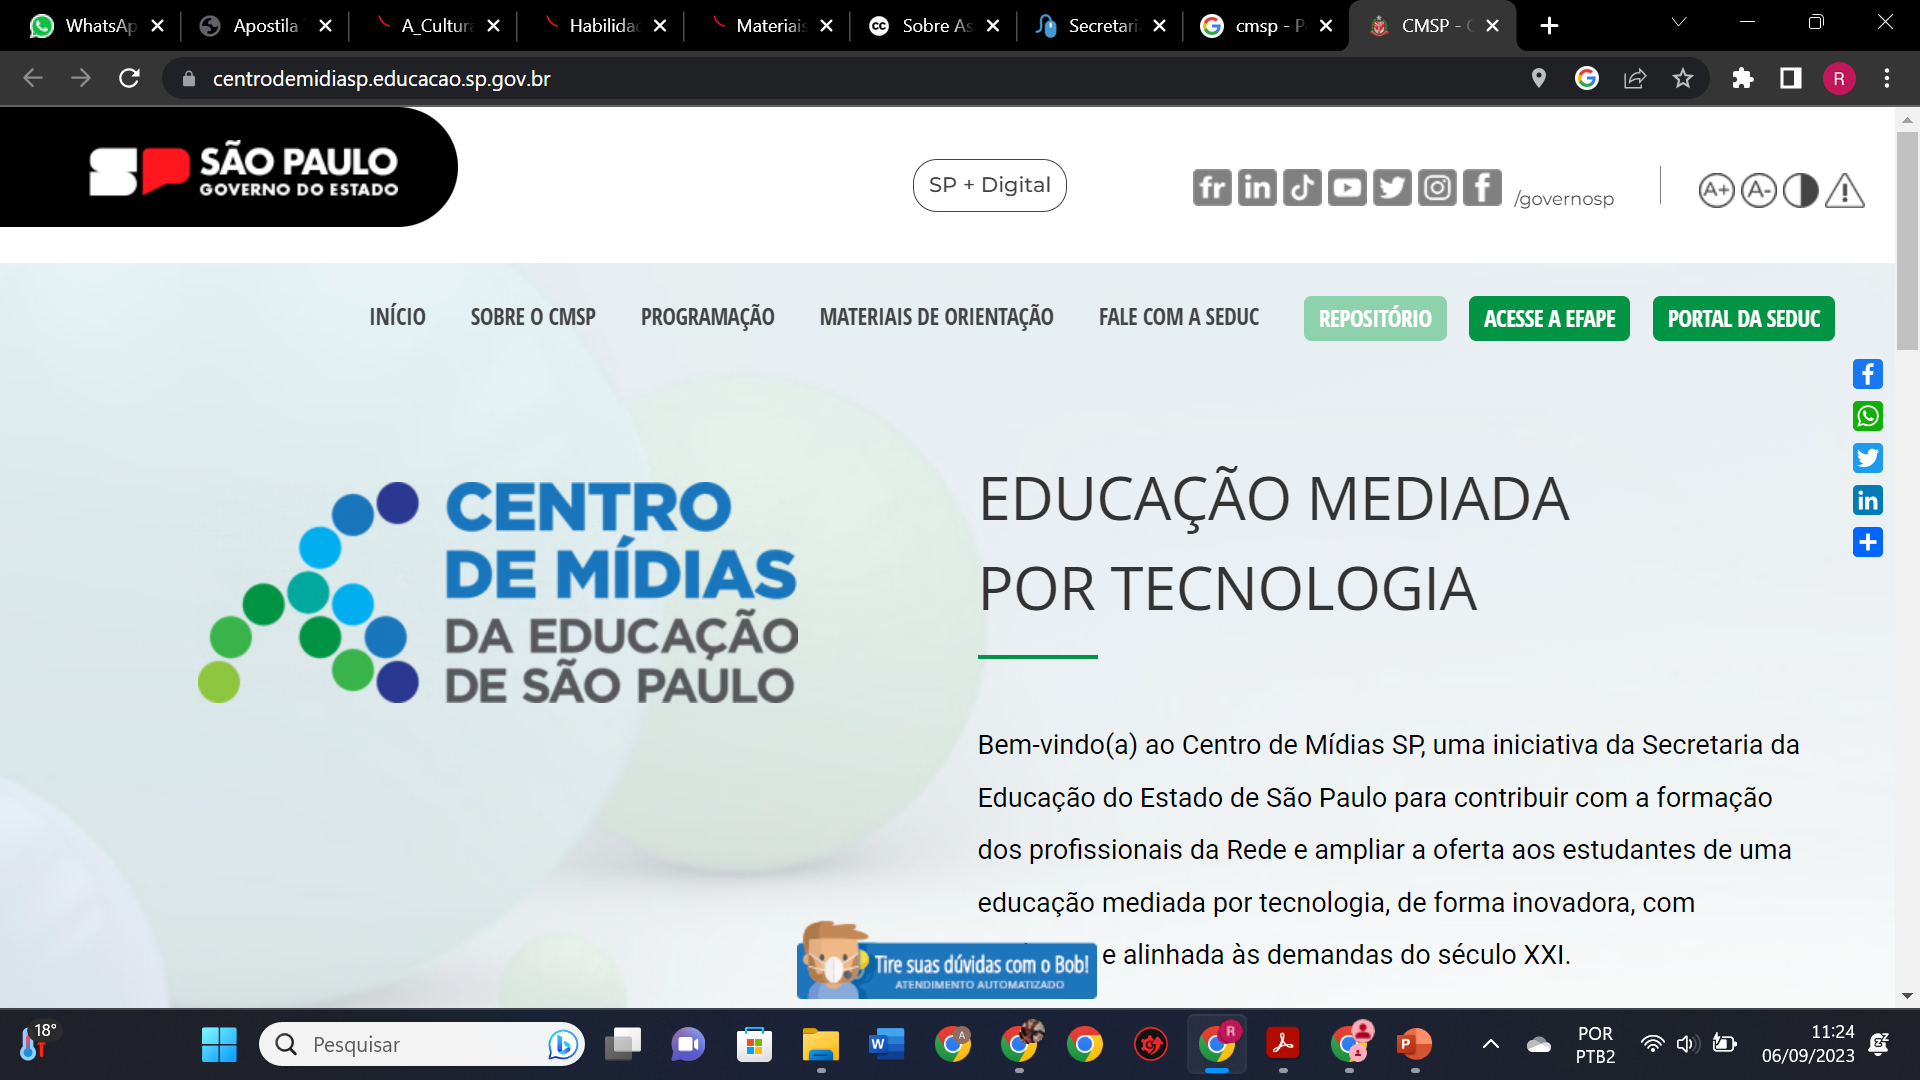 WhatsAp
Apostila
A_Cultura
Habilidad
Materiais
Sobre As
Secretari
cmsp - P
CMSP - C
centrodemidiasp.educacao.sp.gov.br
R
SÃO PAULO
GOVERNO DO ESTADO
SP + Digital
/governosp
A+
A-
INÍCIO
SOBRE O CMSP
PROGRAMAÇÃO
MATERIAIS DE ORIENTAÇÃO
FALE COM A SEDUC
REPOSITÓRIO
ACESSE A EFAPE
PORTAL DA SEDUC
CENTRO
DE MÍDIAS
DA EDUCAÇÃO
DE SÃO PAULO
EDUCAÇÃO MEDIADA
POR TECNOLOGIA
Bem-vindo(a) ao Centro de Mídias SP, uma iniciativa da Secretaria da
Educação do Estado de São Paulo para contribuir com a formação
dos profissionais da Rede e ampliar a oferta aos estudantes de uma
educação mediada por tecnologia, de forma inovadora, com
e alinhada às demandas do século XXI.
Tire suas dúvidas com o Bob!
ATENDIMENTO AUTOMATIZADO
18°
Pesquisar
POR
PTB2
11:24
06/09/2023